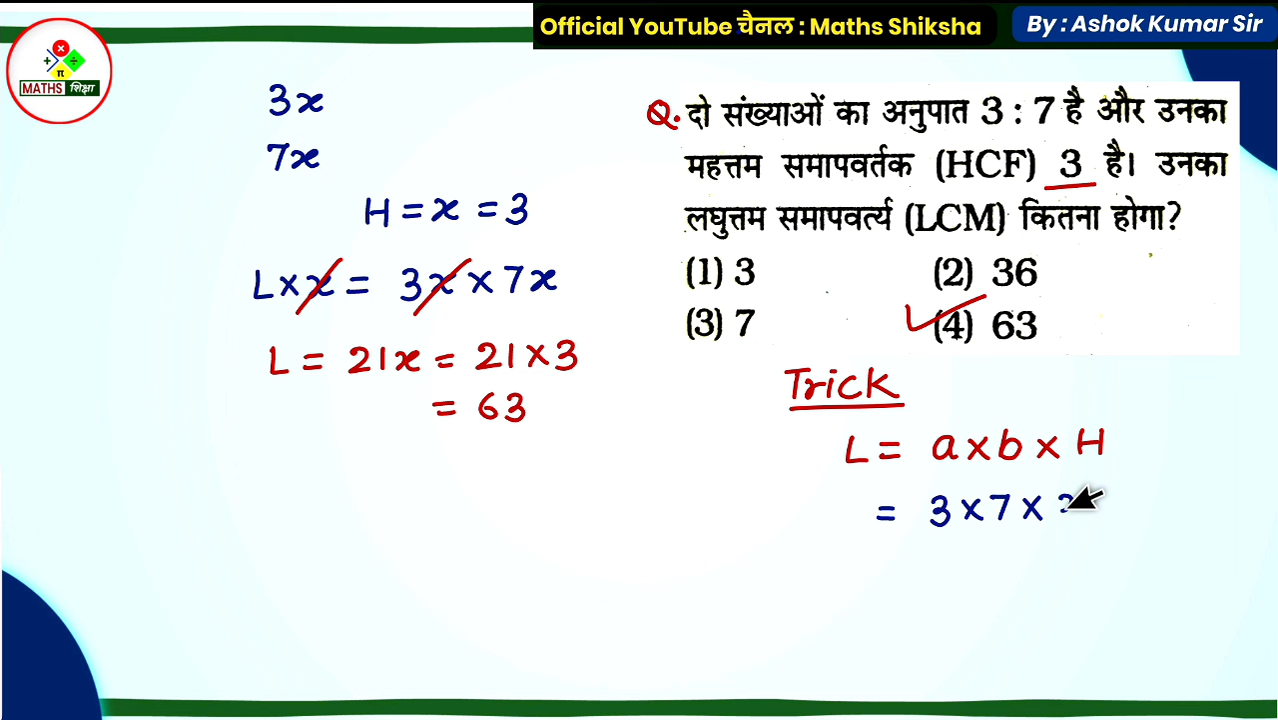 Official YouTube चैनल : Maths Shiksha
By : Ashok Kumar Sir
MATHS शिक्षा
3x
7x
H = x = 3
L × x = 3x × 7x
L = 21x = 21 × 3
= 63
Q. दो संख्याओं का अनुपात 3 : 7 है और उनका
महत्तम समापवर्तक (HCF) 3 है। उनका
लघुत्तम समापवर्त्य (LCM) कितना होगा?
(1) 3 (2) 36
(3) 7 (4) 63
Trick
L = a × b × H
= 3 × 7 ×